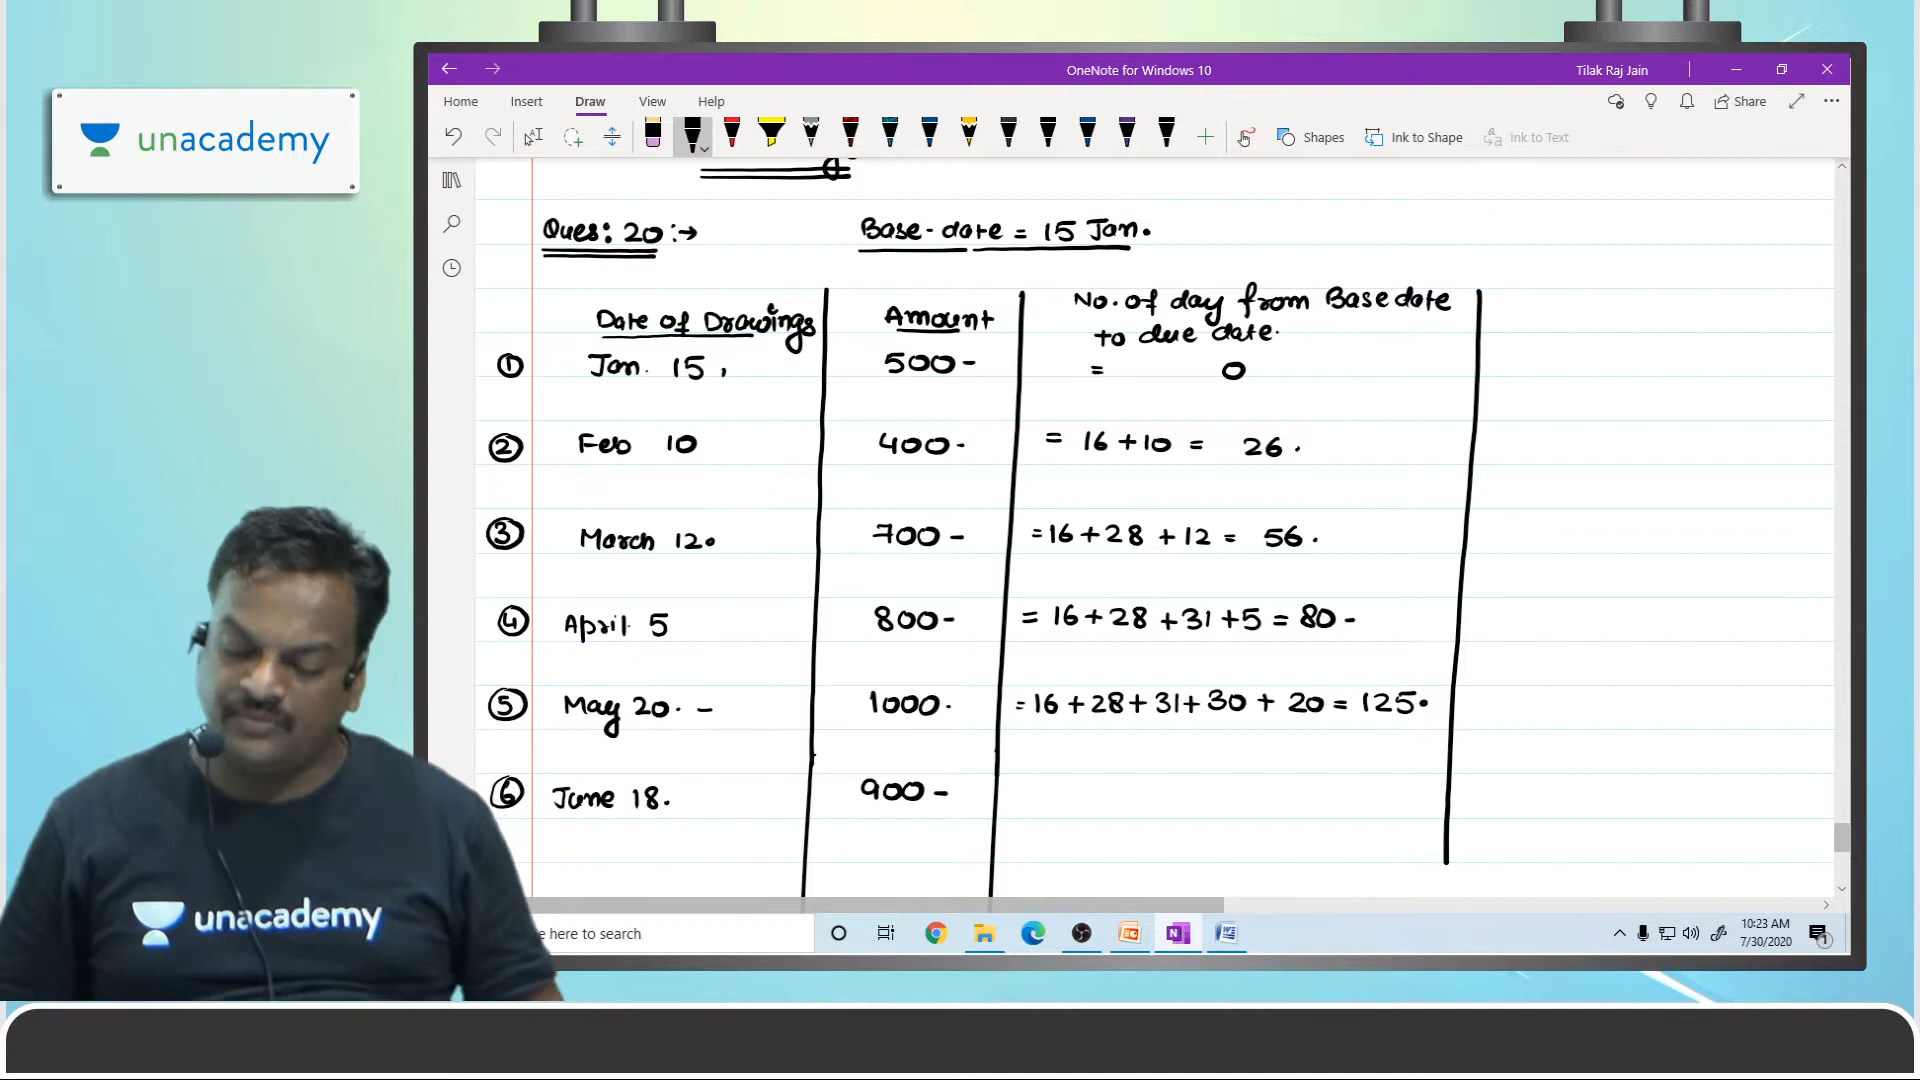 unacademy
OneNote for Windows 10
Tilak Raj Jain
Home Insert Draw View Help
Share
Shapes Ink to Shape Ink to Text
Ques: 20 :→ Base-date = 15 Jan.
Date of Drawings Amount No. of day from Base date
to due date.
① Jan. 15, 500 - = 0
② Feb 10 400 - = 16 + 10 = 26.
③ March 12. 700 - = 16 + 28 + 12 = 56.
④ April 5 800 - = 16 + 28 + 31 + 5 = 80 -
⑤ May 20. - 1000. = 16 + 28 + 31 + 30 + 20 = 125.
⑥ June 18. 900 -
unacademy
e here to search
10:23 AM
7/30/2020
1